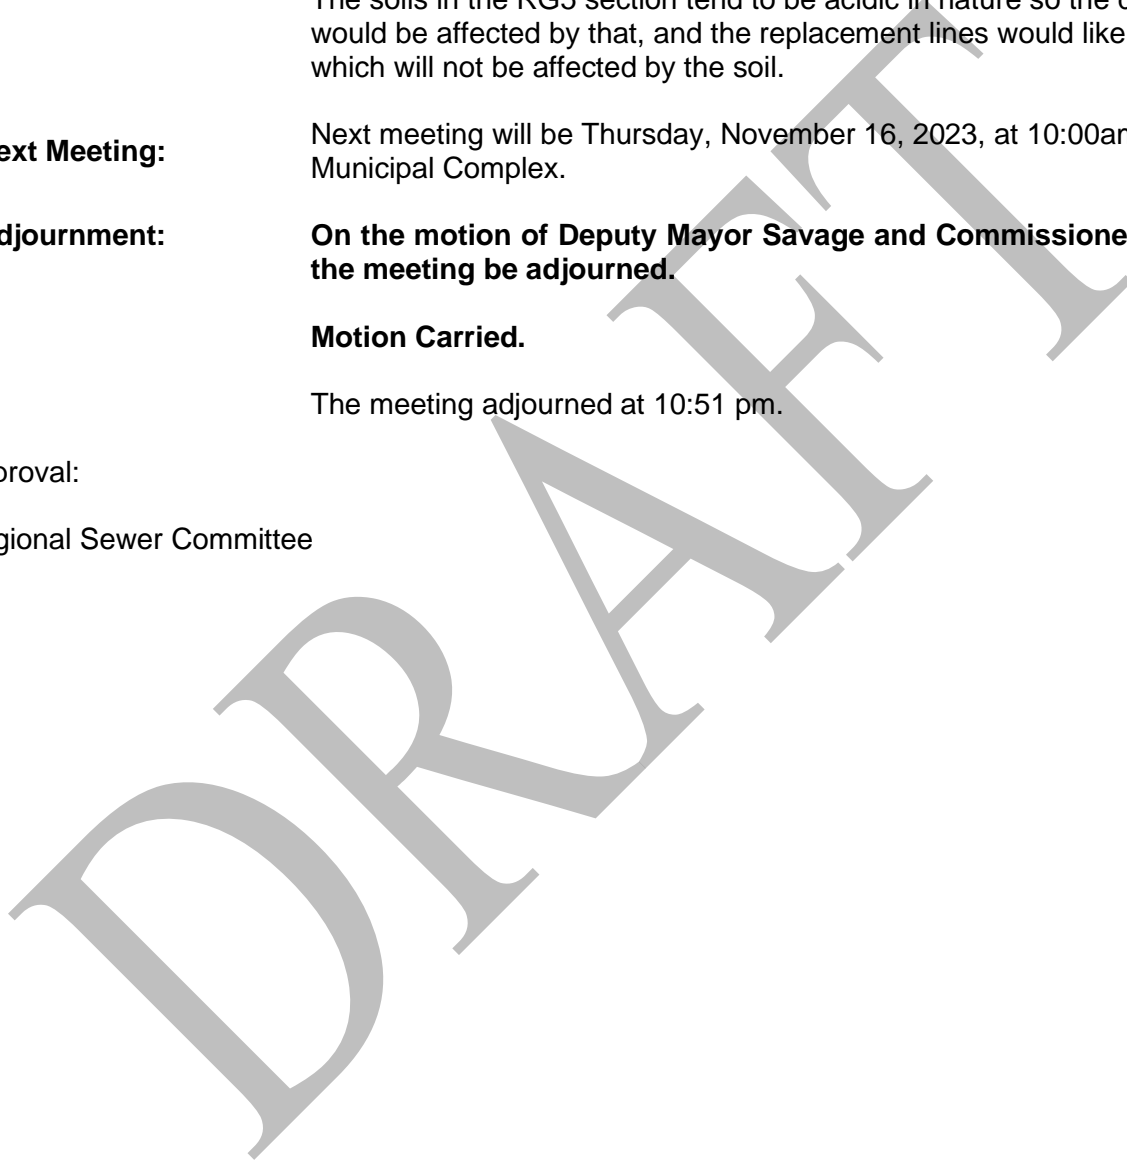 The soils in the RG5 section tend to be acidic in nature so the
would be affected by that, and the replacement lines would like
which will not be affected by the soil.
ext Meeting:
Next meeting will be Thursday, November 16, 2023, at 10:00
Municipal Complex.
djournment:
On the motion of Deputy Mayor Savage and Commissione
the meeting be adjourned.
Motion Carried.
The meeting adjourned at 10:51 pm.
proval:
gional Sewer Committee
DRAFT